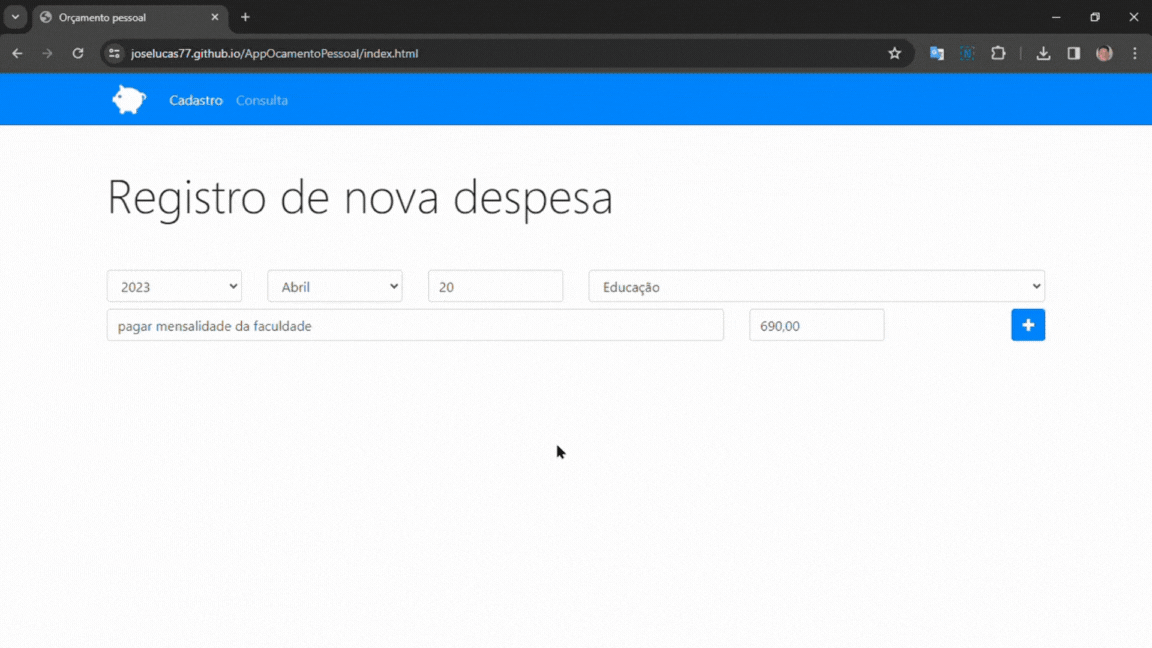 Orçamento pessoal
joselucas77.github.io/AppOcamentoPessoal/index.html
Cadastro Consulta
Registro de nova despesa
2023 Abril 20 Educação
pagar mensalidade da faculdade 690,00